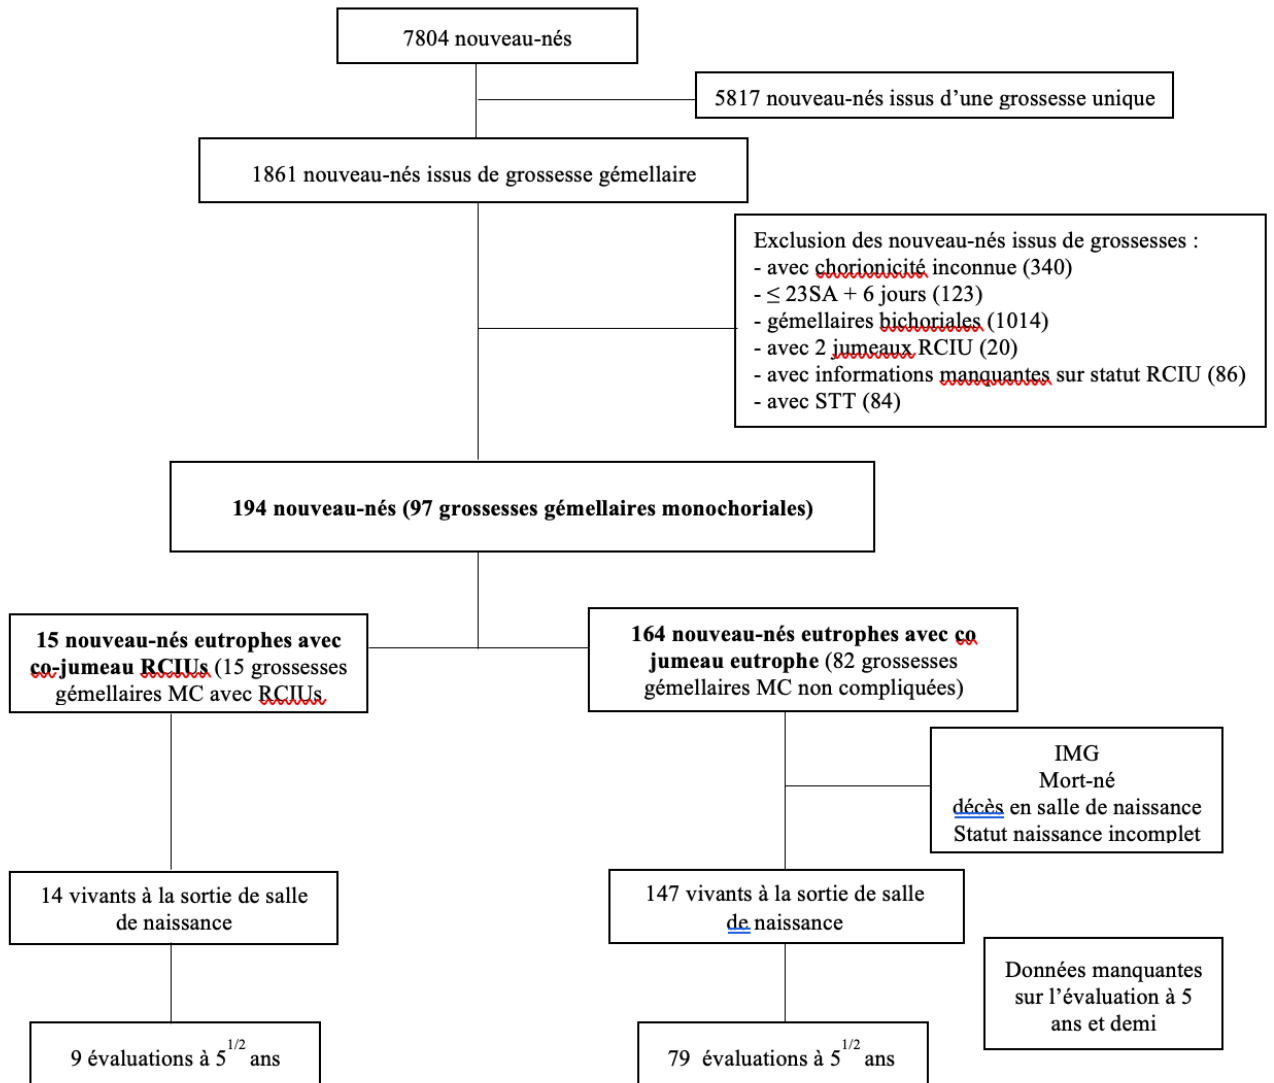 7804 nouveau-nés
5817 nouveau-nés issus d’une grossesse unique
1861 nouveau-nés issus de grossesse gémellaire
Exclusion des nouveau-nés issus de grossesses :
- avec chorionicité inconnue (340)
- ≤ 23SA + 6 jours (123)
- gémellaires bichoriales (1014)
- avec 2 jumeaux RCIU (20)
- avec informations manquantes sur statut RCIU (86)
- avec STT (84)
194 nouveau-nés (97 grossesses gémellaires monochoriales)
15 nouveau-nés eutrophes avec
co-jumeau RCIUs (15 grossesses
gémellaires MC avec RCIUs
164 nouveau-nés eutrophes avec co
jumeau eutrophe (82 grossesses
gémellaires MC non compliquées)
IMG
Mort-né
décès en salle de naissance
Statut naissance incomplet
14 vivants à la sortie de salle
de naissance
147 vivants à la sortie de salle
de naissance
Données manquantes
sur l’évaluation à 5
ans et demi
9 évaluations à 5 1/2 ans
79 évaluations à 5 1/2 ans